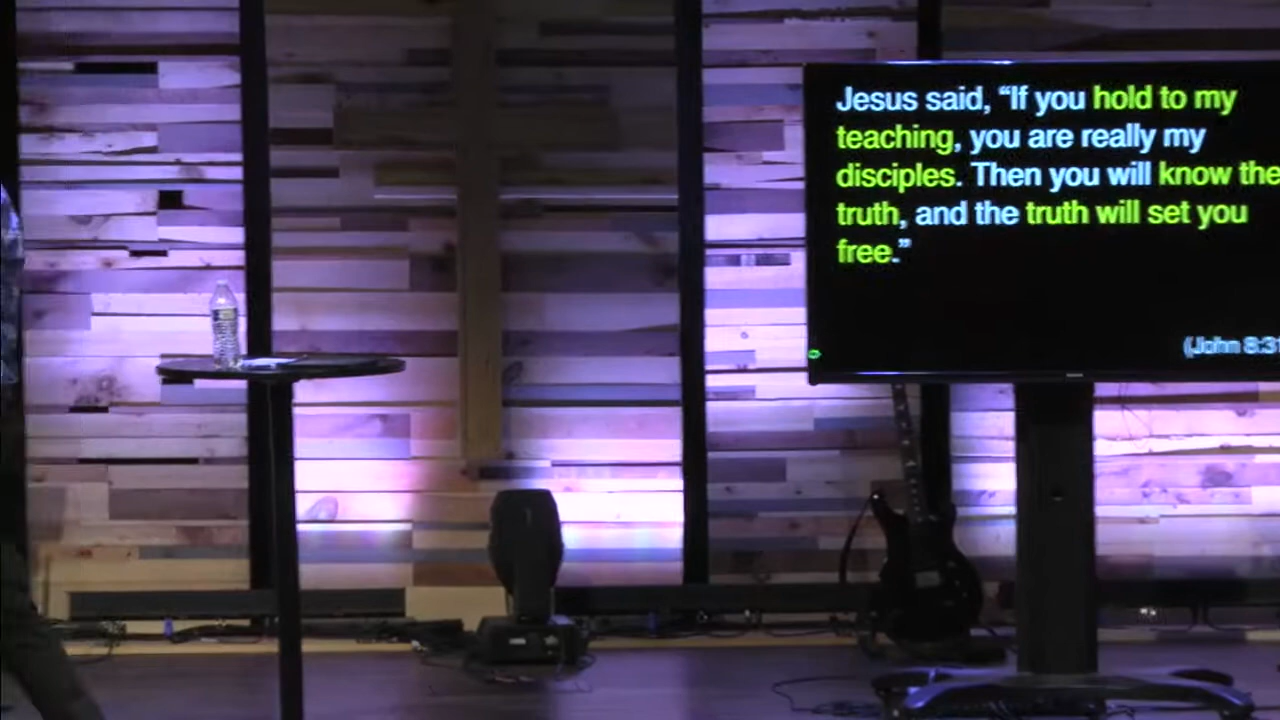 Jesus said, “If you hold to my
teaching, you are really my
disciples. Then you will know the
truth, and the truth will set you
free.”
(John 8:31